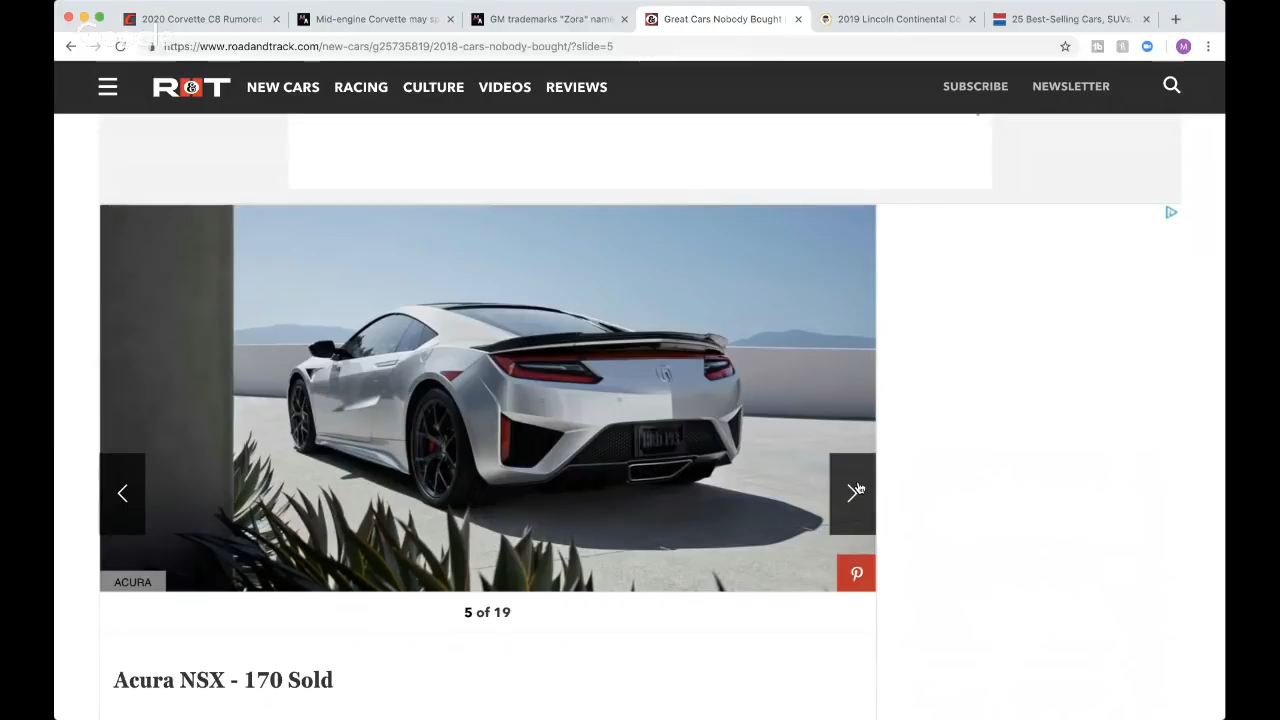 2020 Corvette C8 Rumored
Mid-engine Corvette may sp
GM trademarks "Zora" name
Great Cars Nobody Bought
2019 Lincoln Continental Co
25 Best-Selling Cars, SUVs,
https://www.roadandtrack.com/new-cars/g25735819/2018-cars-nobody-bought/?slide=5
M
R&T
NEW CARS
RACING
CULTURE
VIDEOS
REVIEWS
SUBSCRIBE
NEWSLETTER
ACURA
5 of 19
Acura NSX - 170 Sold